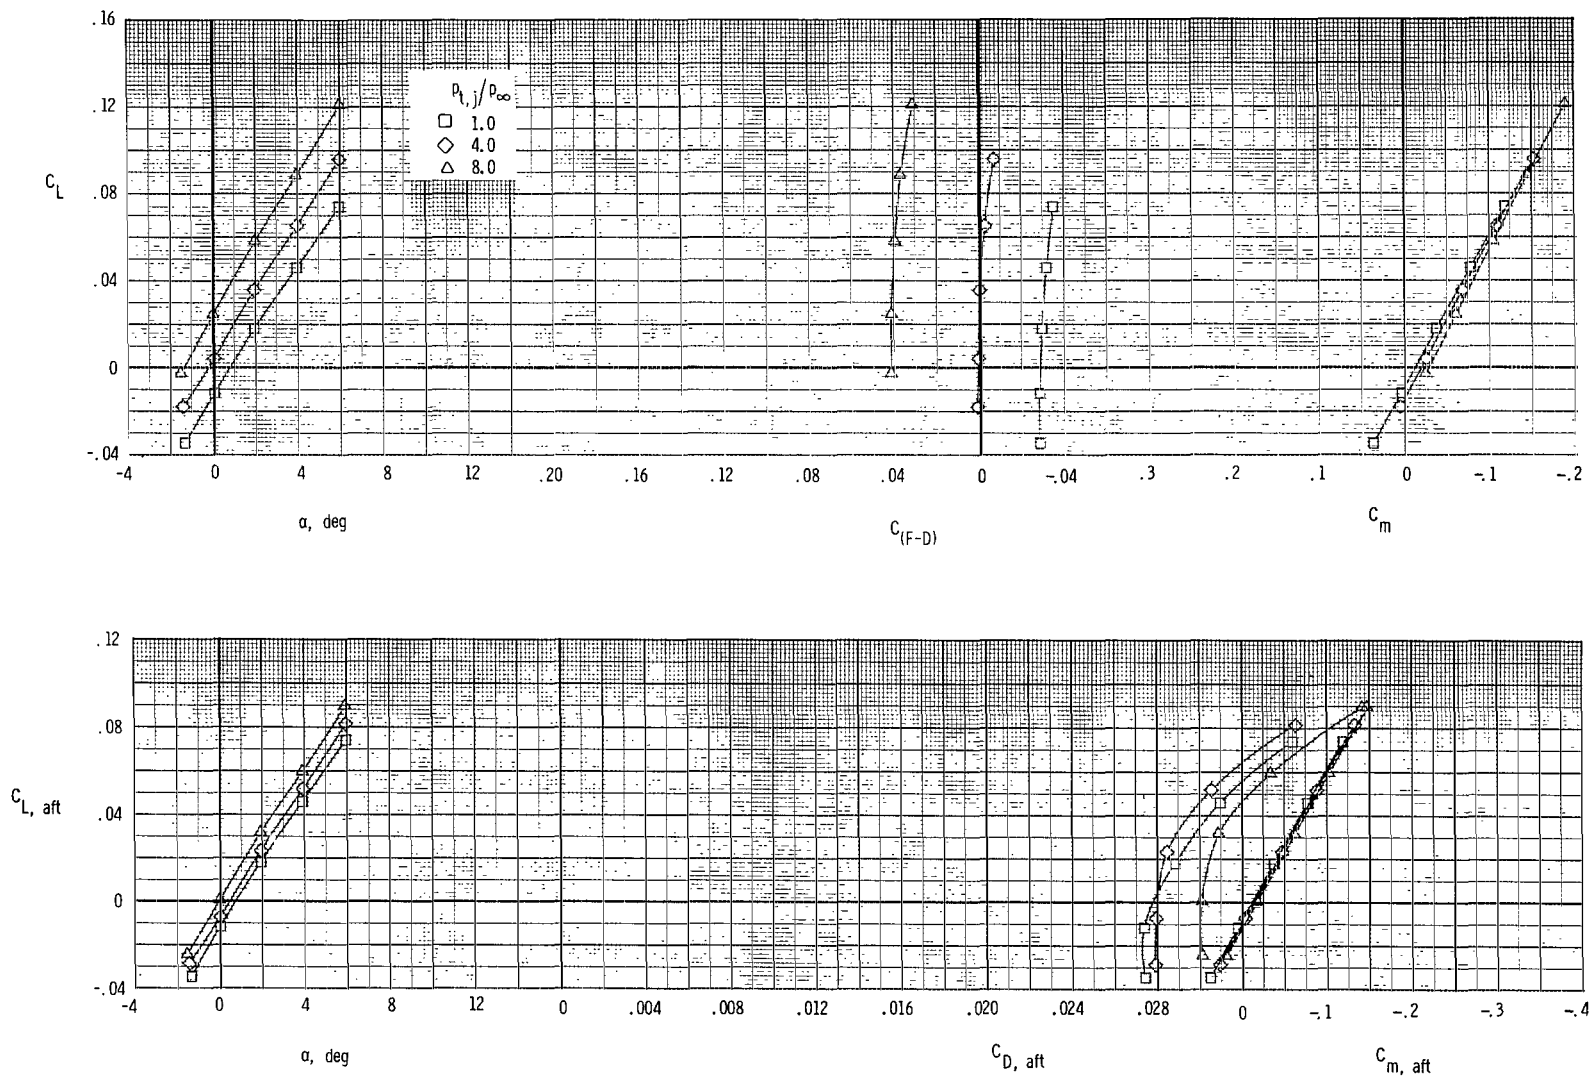 .16
p_t,j/p_∞
□ 1.0
◇ 4.0
△ 8.0
.12
C_L
.08
.04
0
-.04
-4 0 4 8 12 .20 .16 .12 .08 .04 0 -.04 .3 .2 .1 0 -.1 -.2
α, deg C_(F-D) C_m
.12
.08
C_L, aft
.04
0
-.04
-4 0 4 8 12 0 .004 .008 .012 .016 .020 .024 .028 0 -.1 -.2 -.3 -.4
α, deg C_D, aft C_m, aft